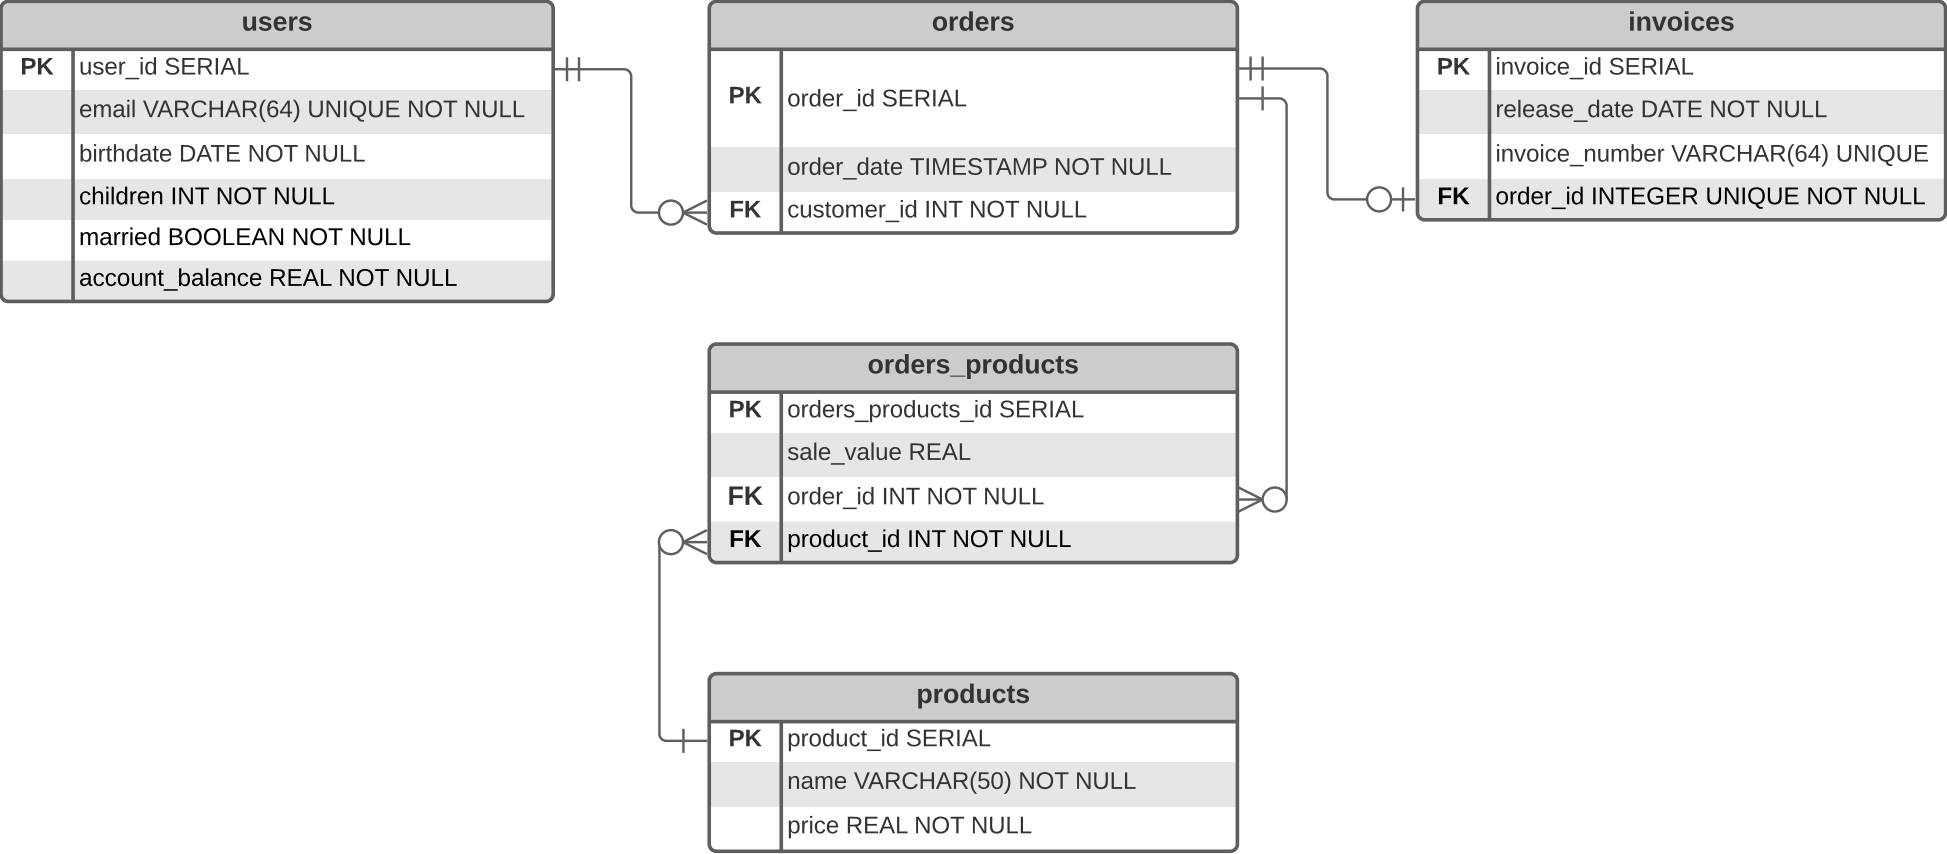 users
PK user_id SERIAL
email VARCHAR(64) UNIQUE NOT NULL
birthdate DATE NOT NULL
children INT NOT NULL
married BOOLEAN NOT NULL
account_balance REAL NOT NULL
orders
PK order_id SERIAL
order_date TIMESTAMP NOT NULL
FK customer_id INT NOT NULL
invoices
PK invoice_id SERIAL
release_date DATE NOT NULL
invoice_number VARCHAR(64) UNIQUE
FK order_id INTEGER UNIQUE NOT NULL
orders_products
PK orders_products_id SERIAL
sale_value REAL
FK order_id INT NOT NULL
FK product_id INT NOT NULL
products
PK product_id SERIAL
name VARCHAR(50) NOT NULL
price REAL NOT NULL